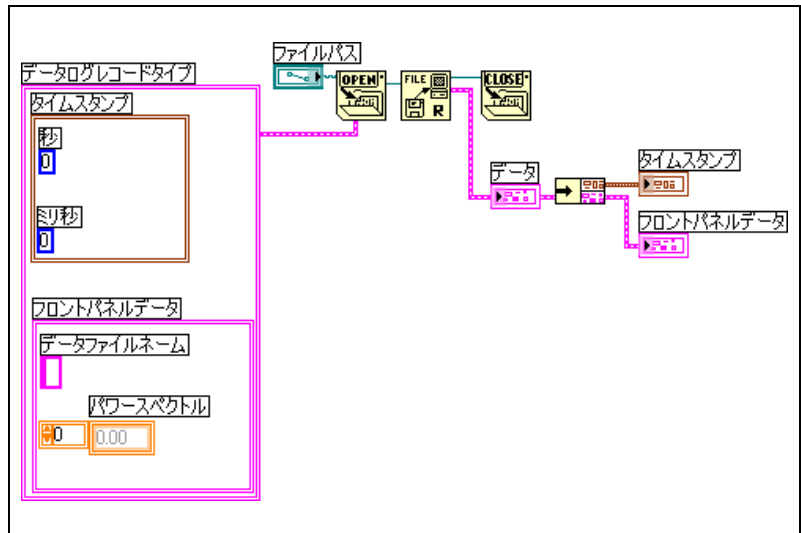 ファイルパス
データログレコードタイプ
OPEN
FILE
R
CLOSE
タイムスタンプ
秒
0
ミリ秒
0
データ
タイムスタンプ
フロントパネルデータ
フロントパネルデータ
データファイルネーム
パワースペクトル
0
0.00